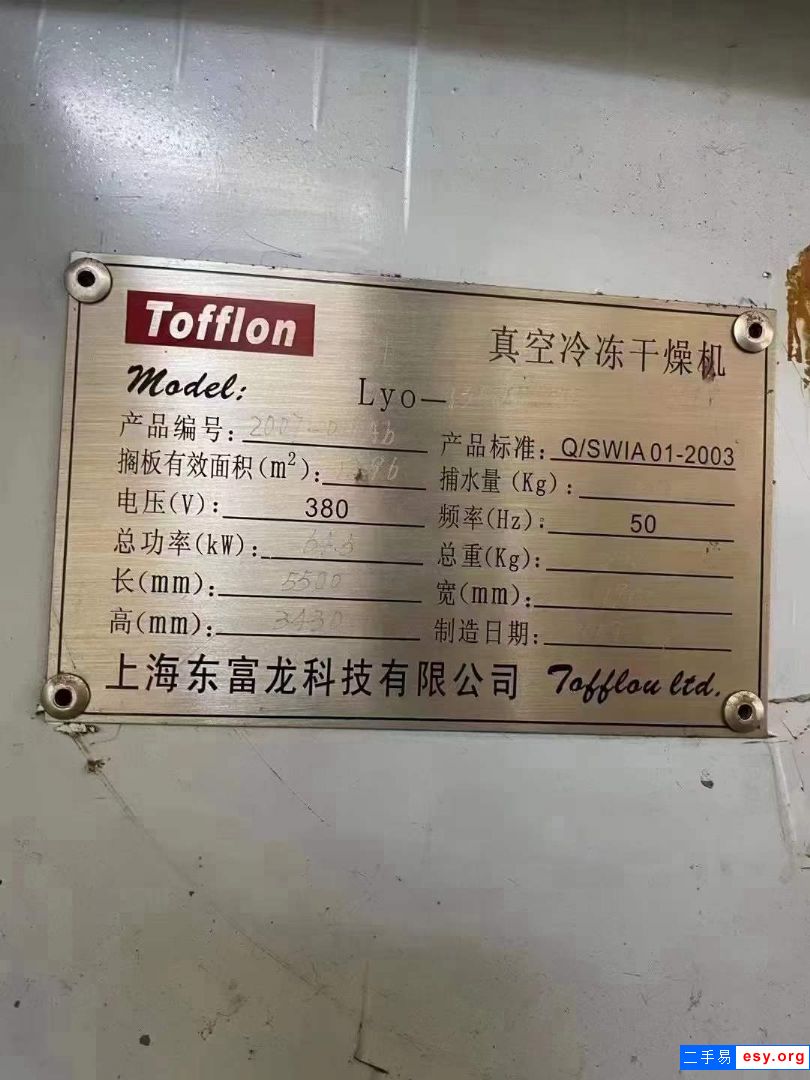 Tofflon
真空冷冻干燥机
Model: Lyo—
产品编号: 产品标准: Q/SWIA 01-2003
搁板有效面积(m²): 捕水量(Kg):
电压(V): 380 频率(Hz): 50
总功率(kW): 总重(Kg):
长(mm): 5500 宽(mm):
高(mm): 3430 制造日期:
上海东富龙科技有限公司 Tofflon ltd.
二手易 esy.org